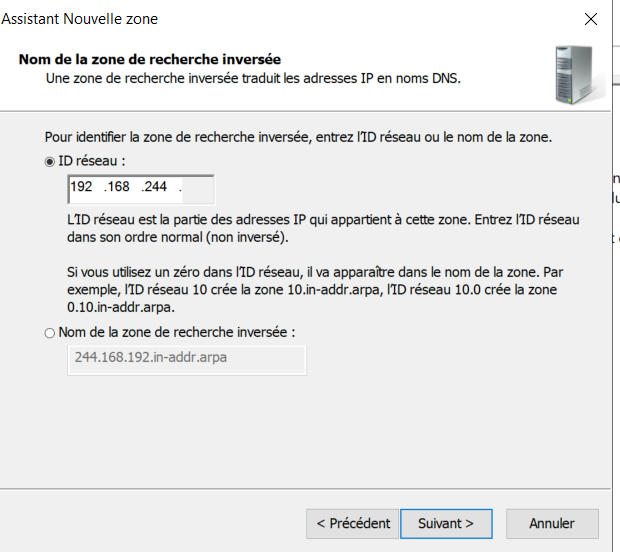 Assistant Nouvelle zone
Nom de la zone de recherche inversée
Une zone de recherche inversée traduit les adresses IP en noms DNS.
Pour identifier la zone de recherche inversée, entrez l'ID réseau ou le nom de la zone.
ID réseau :
192 .168 .244 .
L'ID réseau est la partie des adresses IP qui appartient à cette zone. Entrez l'ID réseau
dans son ordre normal (non inversé).
Si vous utilisez un zéro dans l'ID réseau, il va apparaître dans le nom de la zone. Par
exemple, l'ID réseau 10 crée la zone 10.in-addr.arpa, l'ID réseau 10.0 crée la zone
0.10.in-addr.arpa.
Nom de la zone de recherche inversée :
244.168.192.in-addr.arpa
< Précédent Suivant > Annuler